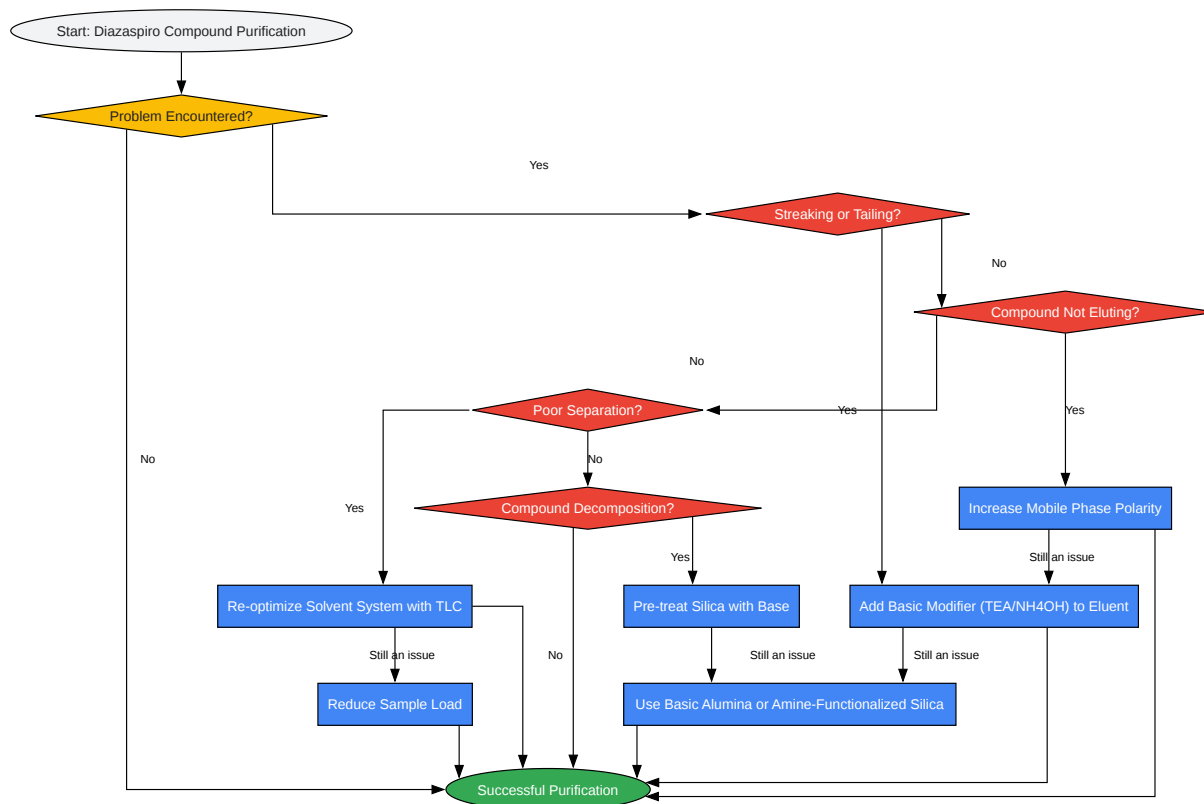 Start: Diazaspiro Compound Purification
Problem Encountered?
Yes
Streaking or Tailing?
No
Compound Not Eluting?
No
Poor Separation?
Yes
Yes
No
No
Yes
Compound Decomposition?
Increase Mobile Phase Polarity
Yes
Still an issue
Re-optimize Solvent System with TLC
Pre-treat Silica with Base
Add Basic Modifier (TEA/NH4OH) to Eluent
Still an issue
No
Still an issue
Still an issue
Reduce Sample Load
Use Basic Alumina or Amine-Functionalized Silica
Successful Purification